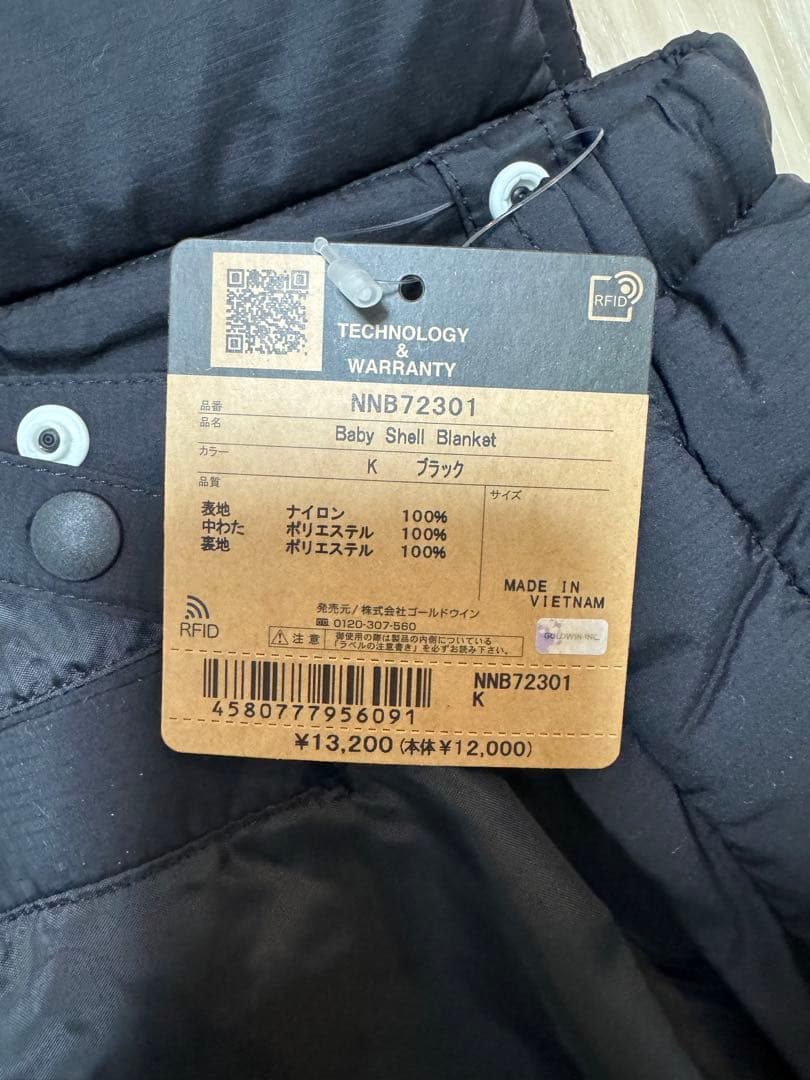 RFID
TECHNOLOGY
&
WARRANTY
品番 NNB72301
品名 Baby Shell Blanket
カラー K ブラック
品質 サイズ
表地 ナイロン 100%
中わた ポリエステル 100%
裏地 ポリエステル 100%
MADE IN
VIETNAM
RFID
発売元/株式会社ゴールドウイン
0120-307-560
注意 御使用の際は製品の内側についている
「ラベルの注意書き」を必ずお読み下さい。
GOLDWIN INC.
4580777956091
NNB72301
K
¥13,200(本体¥12,000)